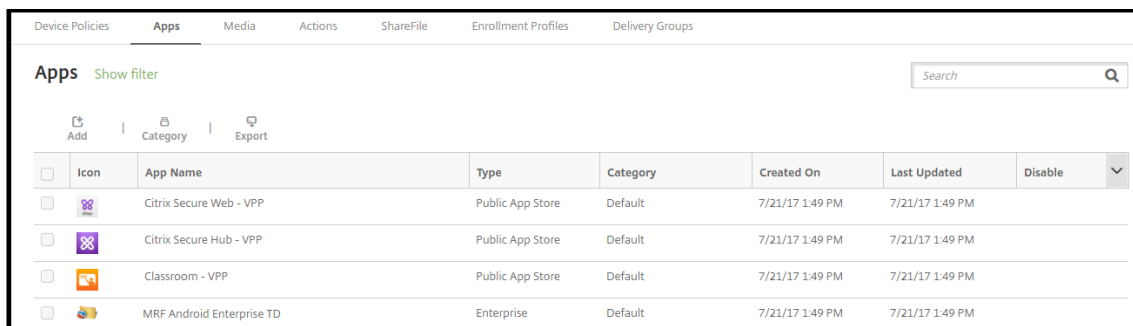 Device Policies Apps Media Actions ShareFile Enrollment Profiles Delivery Groups
Apps Show filter Search
Add | Category | Export
Icon App Name Type Category Created On Last Updated Disable
Citrix Secure Web - VPP Public App Store Default 7/21/17 1:49 PM 7/21/17 1:49 PM
Citrix Secure Hub - VPP Public App Store Default 7/21/17 1:49 PM 7/21/17 1:49 PM
Classroom - VPP Public App Store Default 7/21/17 1:49 PM 7/21/17 1:49 PM
MRF Android Enterprise TD Enterprise Default 7/21/17 1:49 PM 7/21/17 1:49 PM